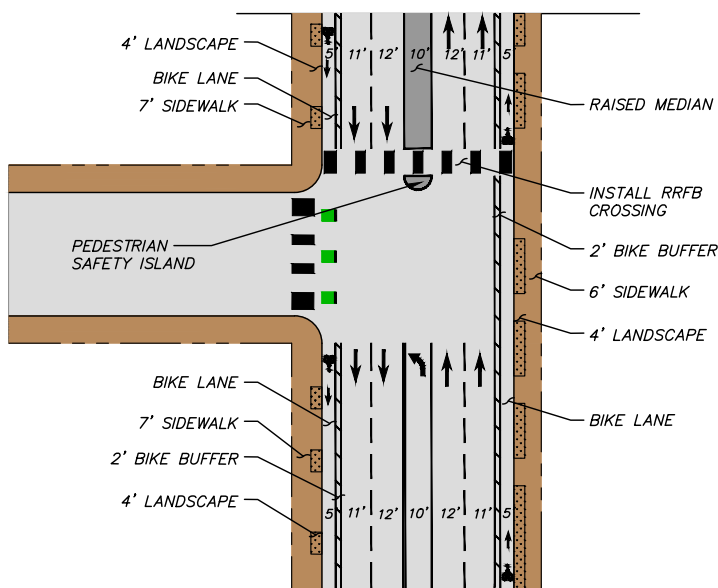 4' LANDSCAPE
BIKE LANE
7' SIDEWALK
5' 11' 12' 10' 12' 11' 5'
RAISED MEDIAN
INSTALL RRFB
CROSSING
PEDESTRIAN
SAFETY ISLAND
2' BIKE BUFFER
6' SIDEWALK
4' LANDSCAPE
BIKE LANE
BIKE LANE
7' SIDEWALK
2' BIKE BUFFER
4' LANDSCAPE
5' 11' 12' 10' 12' 11' 5'